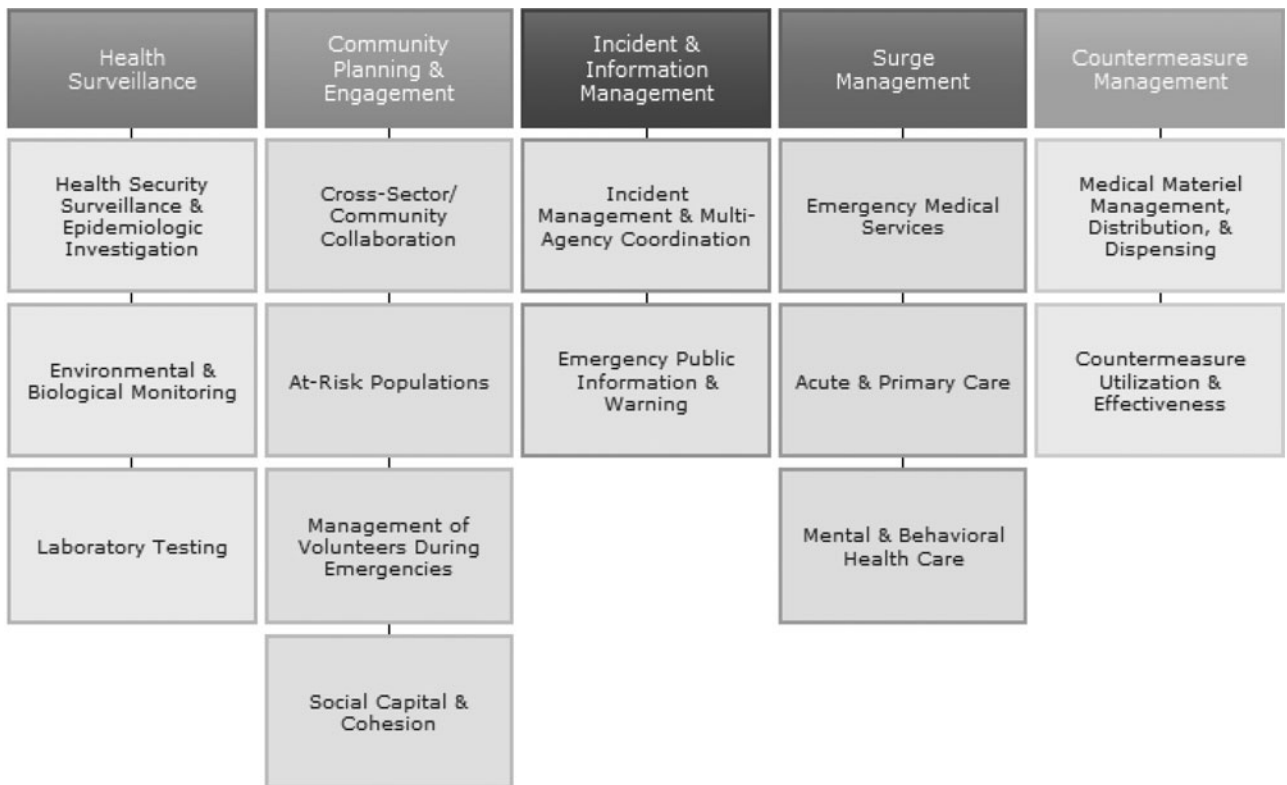 Health
Surveillance
Community
Planning &
Engagement
Incident &
Information
Management
Surge
Management
Countermeasure
Management
Health Security
Surveillance &
Epidemiologic
Investigation
Cross-Sector/
Community
Collaboration
Incident
Management & Multi-
Agency Coordination
Emergency Medical
Services
Medical Materiel
Management,
Distribution, &
Dispensing
Environmental &
Biological Monitoring
At-Risk Populations
Emergency Public
Information &
Warning
Acute & Primary Care
Countermeasure
Utilization &
Effectiveness
Laboratory Testing
Management of
Volunteers During
Emergencies
Mental & Behavioral
Health Care
Social Capital &
Cohesion